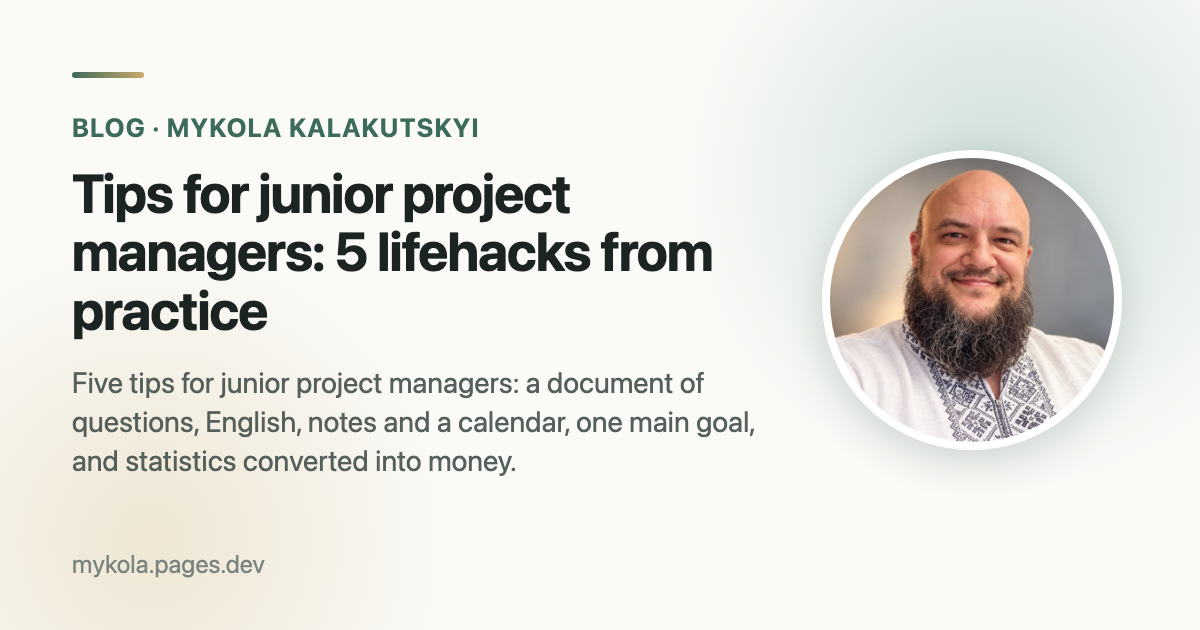 BLOG · MYKOLA KALAKUTSKYI
Tips for junior project
managers: 5 lifehacks from
practice
Five tips for junior project managers: a document of
questions, English, notes and a calendar, one main goal,
and statistics converted into money.
mykola.pages.dev